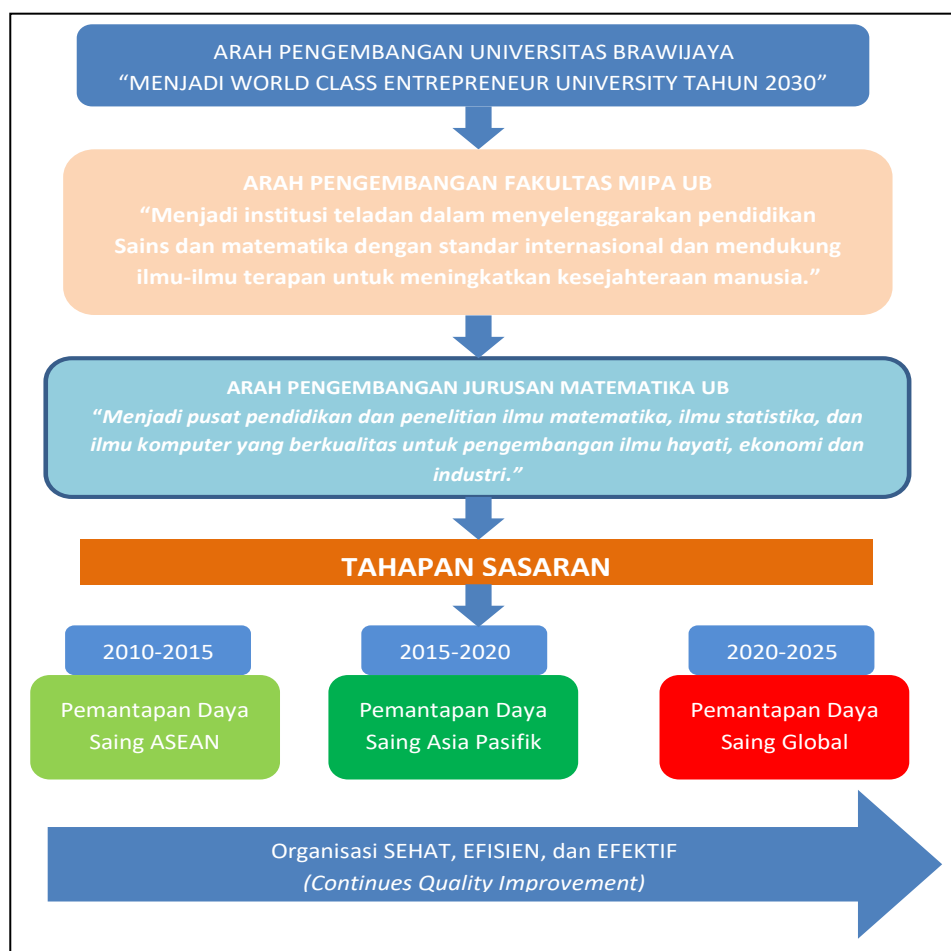 ARAH PENGEMBANGAN UNIVERSITAS BRAWIJAYA
“MENJADI WORLD CLASS ENTREPRENEUR UNIVERSITY TAHUN 2030”
ARAH PENGEMBANGAN FAKULTAS MIPA UB
“Menjadi institusi teladan dalam menyelenggarakan pendidikan
Sains dan matematika dengan standar internasional dan mendukung
ilmu-ilmu terapan untuk meningkatkan kesejahteraan manusia.”
ARAH PENGEMBANGAN JURUSAN MATEMATIKA UB
“Menjadi pusat pendidikan dan penelitian ilmu matematika, ilmu statistika, dan
ilmu komputer yang berkualitas untuk pengembangan ilmu hayati, ekonomi dan
industri.”
TAHAPAN SASARAN
2010-2015
Pemantapan Daya
Saing ASEAN
2015-2020
Pemantapan Daya
Saing Asia Pasifik
2020-2025
Pemantapan Daya
Saing Global
Organisasi SEHAT, EFISIEN, dan EFEKTIF
(Continues Quality Improvement)